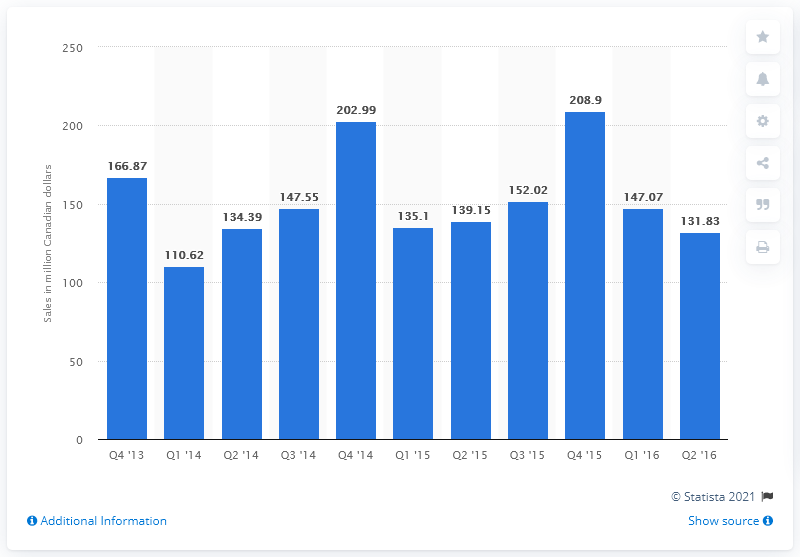 Sales in million Canadian dollars
250
200
150
100
50
0
166.87
110.62
134.39
147.55
202.99
135.1
139.15
152.02
208.9
147.07
131.83
Q4 '13
Q1 '14
Q2 '14
Q3 '14
Q4 '14
Q1 '15
Q2 '15
Q3 '15
Q4 '15
Q1 '16
Q2 '16
© Statista 2021
Additional Information
Show source